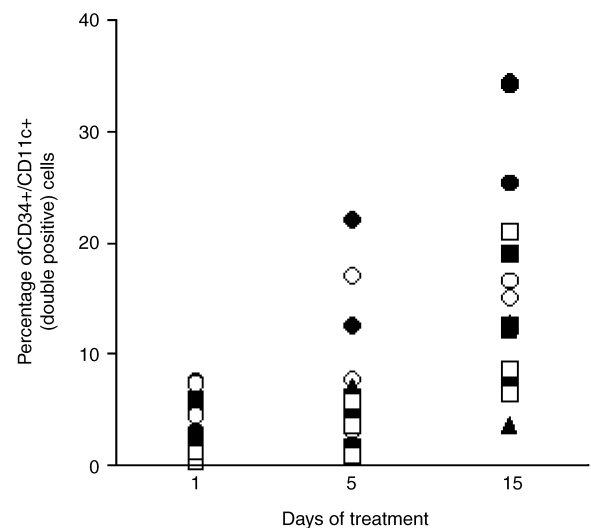 40
30
20
10
0
Percentage ofCD34+/CD11c+
(double positive) cells
1 5 15
Days of treatment